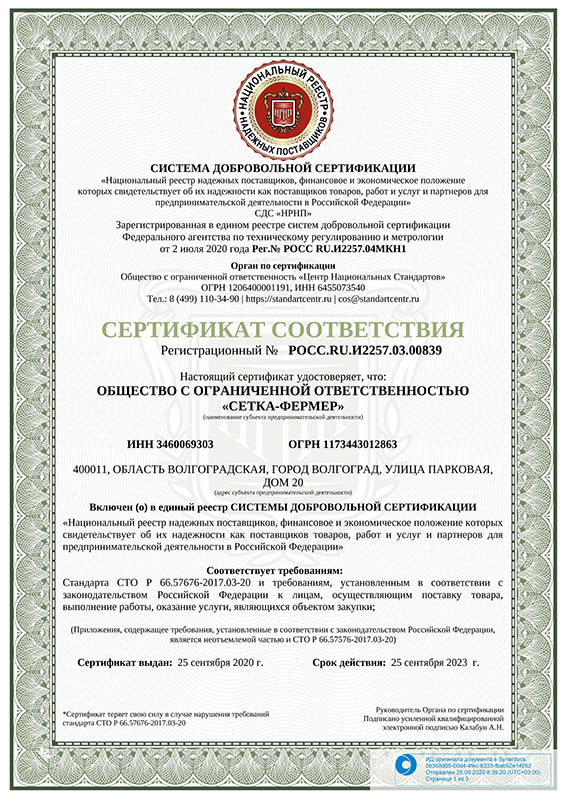 НАЦИОНАЛЬНЫЙ РЕЕСТР
НРНП
НАДЕЖНЫХ ПОСТАВЩИКОВ
СИСТЕМА ДОБРОВОЛЬНОЙ СЕРТИФИКАЦИИ
«Национальный реестр надежных поставщиков, финансовое и экономическое положение
которых свидетельствует об их надежности как поставщиков товаров, работ и услуг и партнеров для
предпринимательской деятельности в Российской Федерации»
СДС «НРНП»
Зарегистрированная в едином реестре систем добровольной сертификации
Федерального агентства по техническому регулированию и метрологии
от 2 июля 2020 года Рег.№ РОСС RU.И2257.04МКН1
Орган по сертификации
Общество с ограниченной ответственностью «Центр Национальных Стандартов»
ОГРН 1206400001191, ИНН 6455073540
Тел.: 8 (499) 110-34-90 | https://standartcentr.ru | cos@standartcentr.ru
СЕРТИФИКАТ СООТВЕТСТВИЯ
Регистрационный № РОСС.RU.И2257.03.00839
Настоящий сертификат удостоверяет, что:
ОБЩЕСТВО С ОГРАНИЧЕННОЙ ОТВЕТСТВЕННОСТЬЮ
«СЕТКА-ФЕРМЕР»
(наименование субъекта предпринимательской деятельности)
ИНН 3460069303 ОГРН 1173443012863
400011, ОБЛАСТЬ ВОЛГОГРАДСКАЯ, ГОРОД ВОЛГОГРАД, УЛИЦА ПАРКОВАЯ,
ДОМ 20
(адрес субъекта предпринимательской деятельности)
Включен (о) в единый реестр СИСТЕМЫ ДОБРОВОЛЬНОЙ СЕРТИФИКАЦИИ
«Национальный реестр надежных поставщиков, финансовое и экономическое положение которых
свидетельствует об их надежности как поставщиков товаров, работ и услуг и партнеров для
предпринимательской деятельности в Российской Федерации»
Соответствует требованиям:
Стандарта СТО Р 66.57676-2017.03-20 и требованиям, установленным в соответствии с
законодательством Российской Федерации к лицам, осуществляющим поставку товара,
выполнение работы, оказание услуги, являющихся объектом закупки;
(Приложения, содержащее требования, установленные в соответствии с законодательством Российской Федерации,
является неотъемлемой частью и СТО Р 66.57576-2017.03-20)
Сертификат выдан: 25 сентября 2020 г. Срок действия: 25 сентября 2023 г.
*Сертификат теряет свою силу в случае нарушения требований
стандарта СТО Р 66.57676-2017.03-20
Руководитель Органа по сертификации
Подписано усиленной квалифицированной
электронной подписью Калабун А.Н.
ИД оригинала документа в Synerdocs:
Отправлен 25.09.2020 8:39:20 (UTC+03:00)
Страница 1 из 3